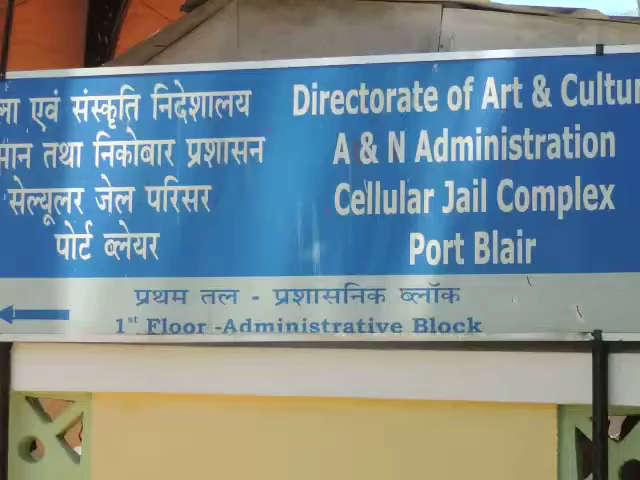 ला एवं संस्कृति निदेशालय
मान तथा निकोबार प्रशासन
सेल्यूलर जेल परिसर
पोर्ट ब्लेयर
Directorate of Art & Cultur
A & N Administration
Cellular Jail Complex
Port Blair
प्रथम तल - प्रशासनिक ब्लॉक
1st Floor -Administrative Block